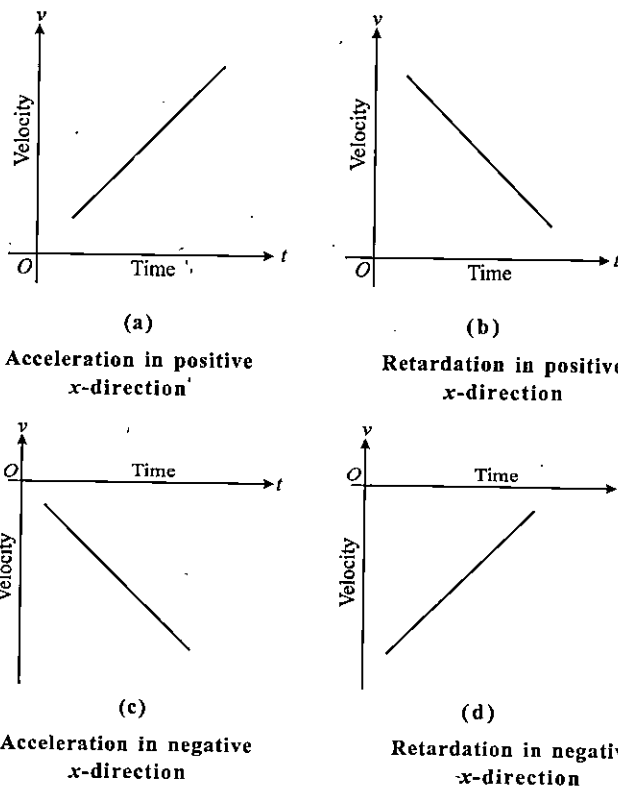 v
Velocity
O
Time
t
(a)
Acceleration in positive
x-direction
v
Velocity
O
Time
t
(b)
Retardation in positive
x-direction
v
O
Time
t
Velocity
(c)
Acceleration in negative
x-direction
v
O
Time
Velocity
(d)
Retardation in negativ
x-direction